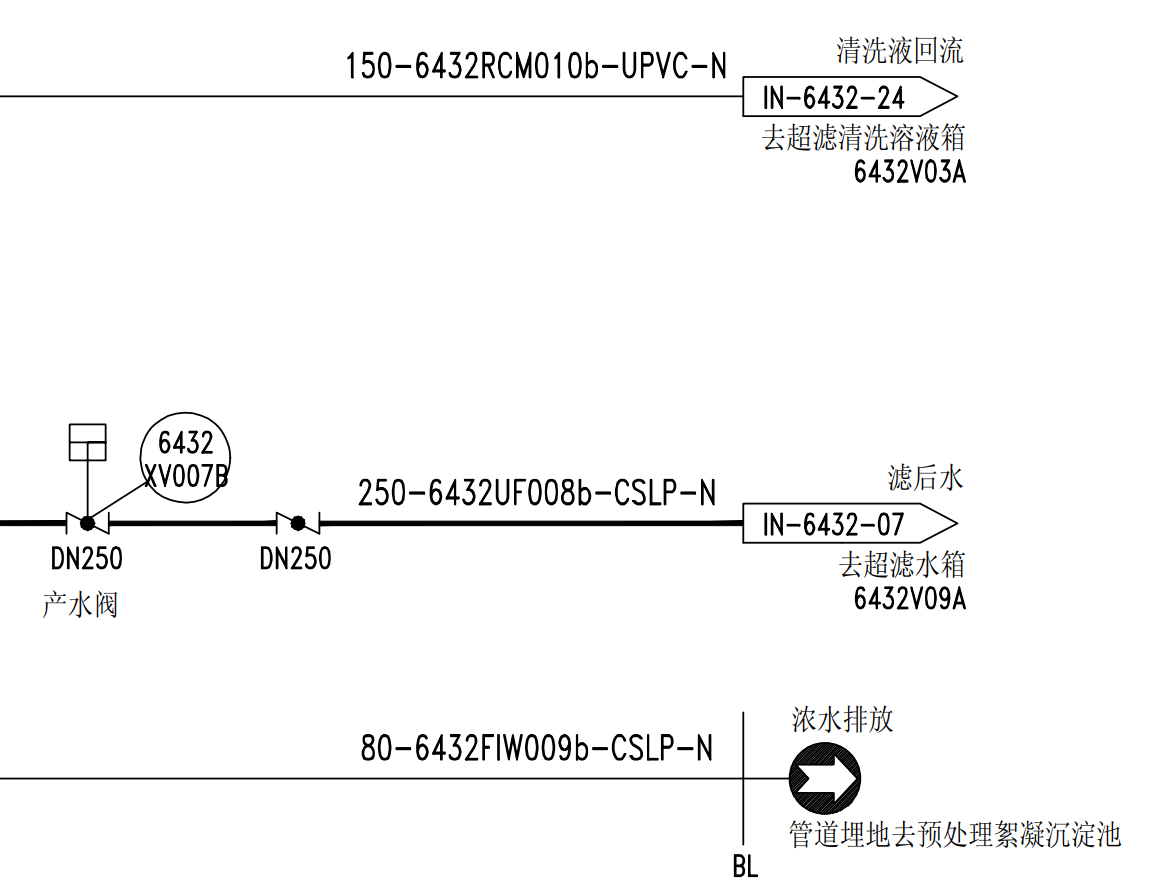 清洗液回流
150-6432RCM010b-UPVC-N
IN-6432-24
去超滤清洗溶液箱
6432V03A
6432
XV007B
滤后水
250-6432UF008b-CSLP-N
IN-6432-07
DN250
DN250
去超滤水箱
产水阀
6432V09A
浓水排放
80-6432FIW009b-CSLP-N
管道埋地去预处理絮凝沉淀池
BL